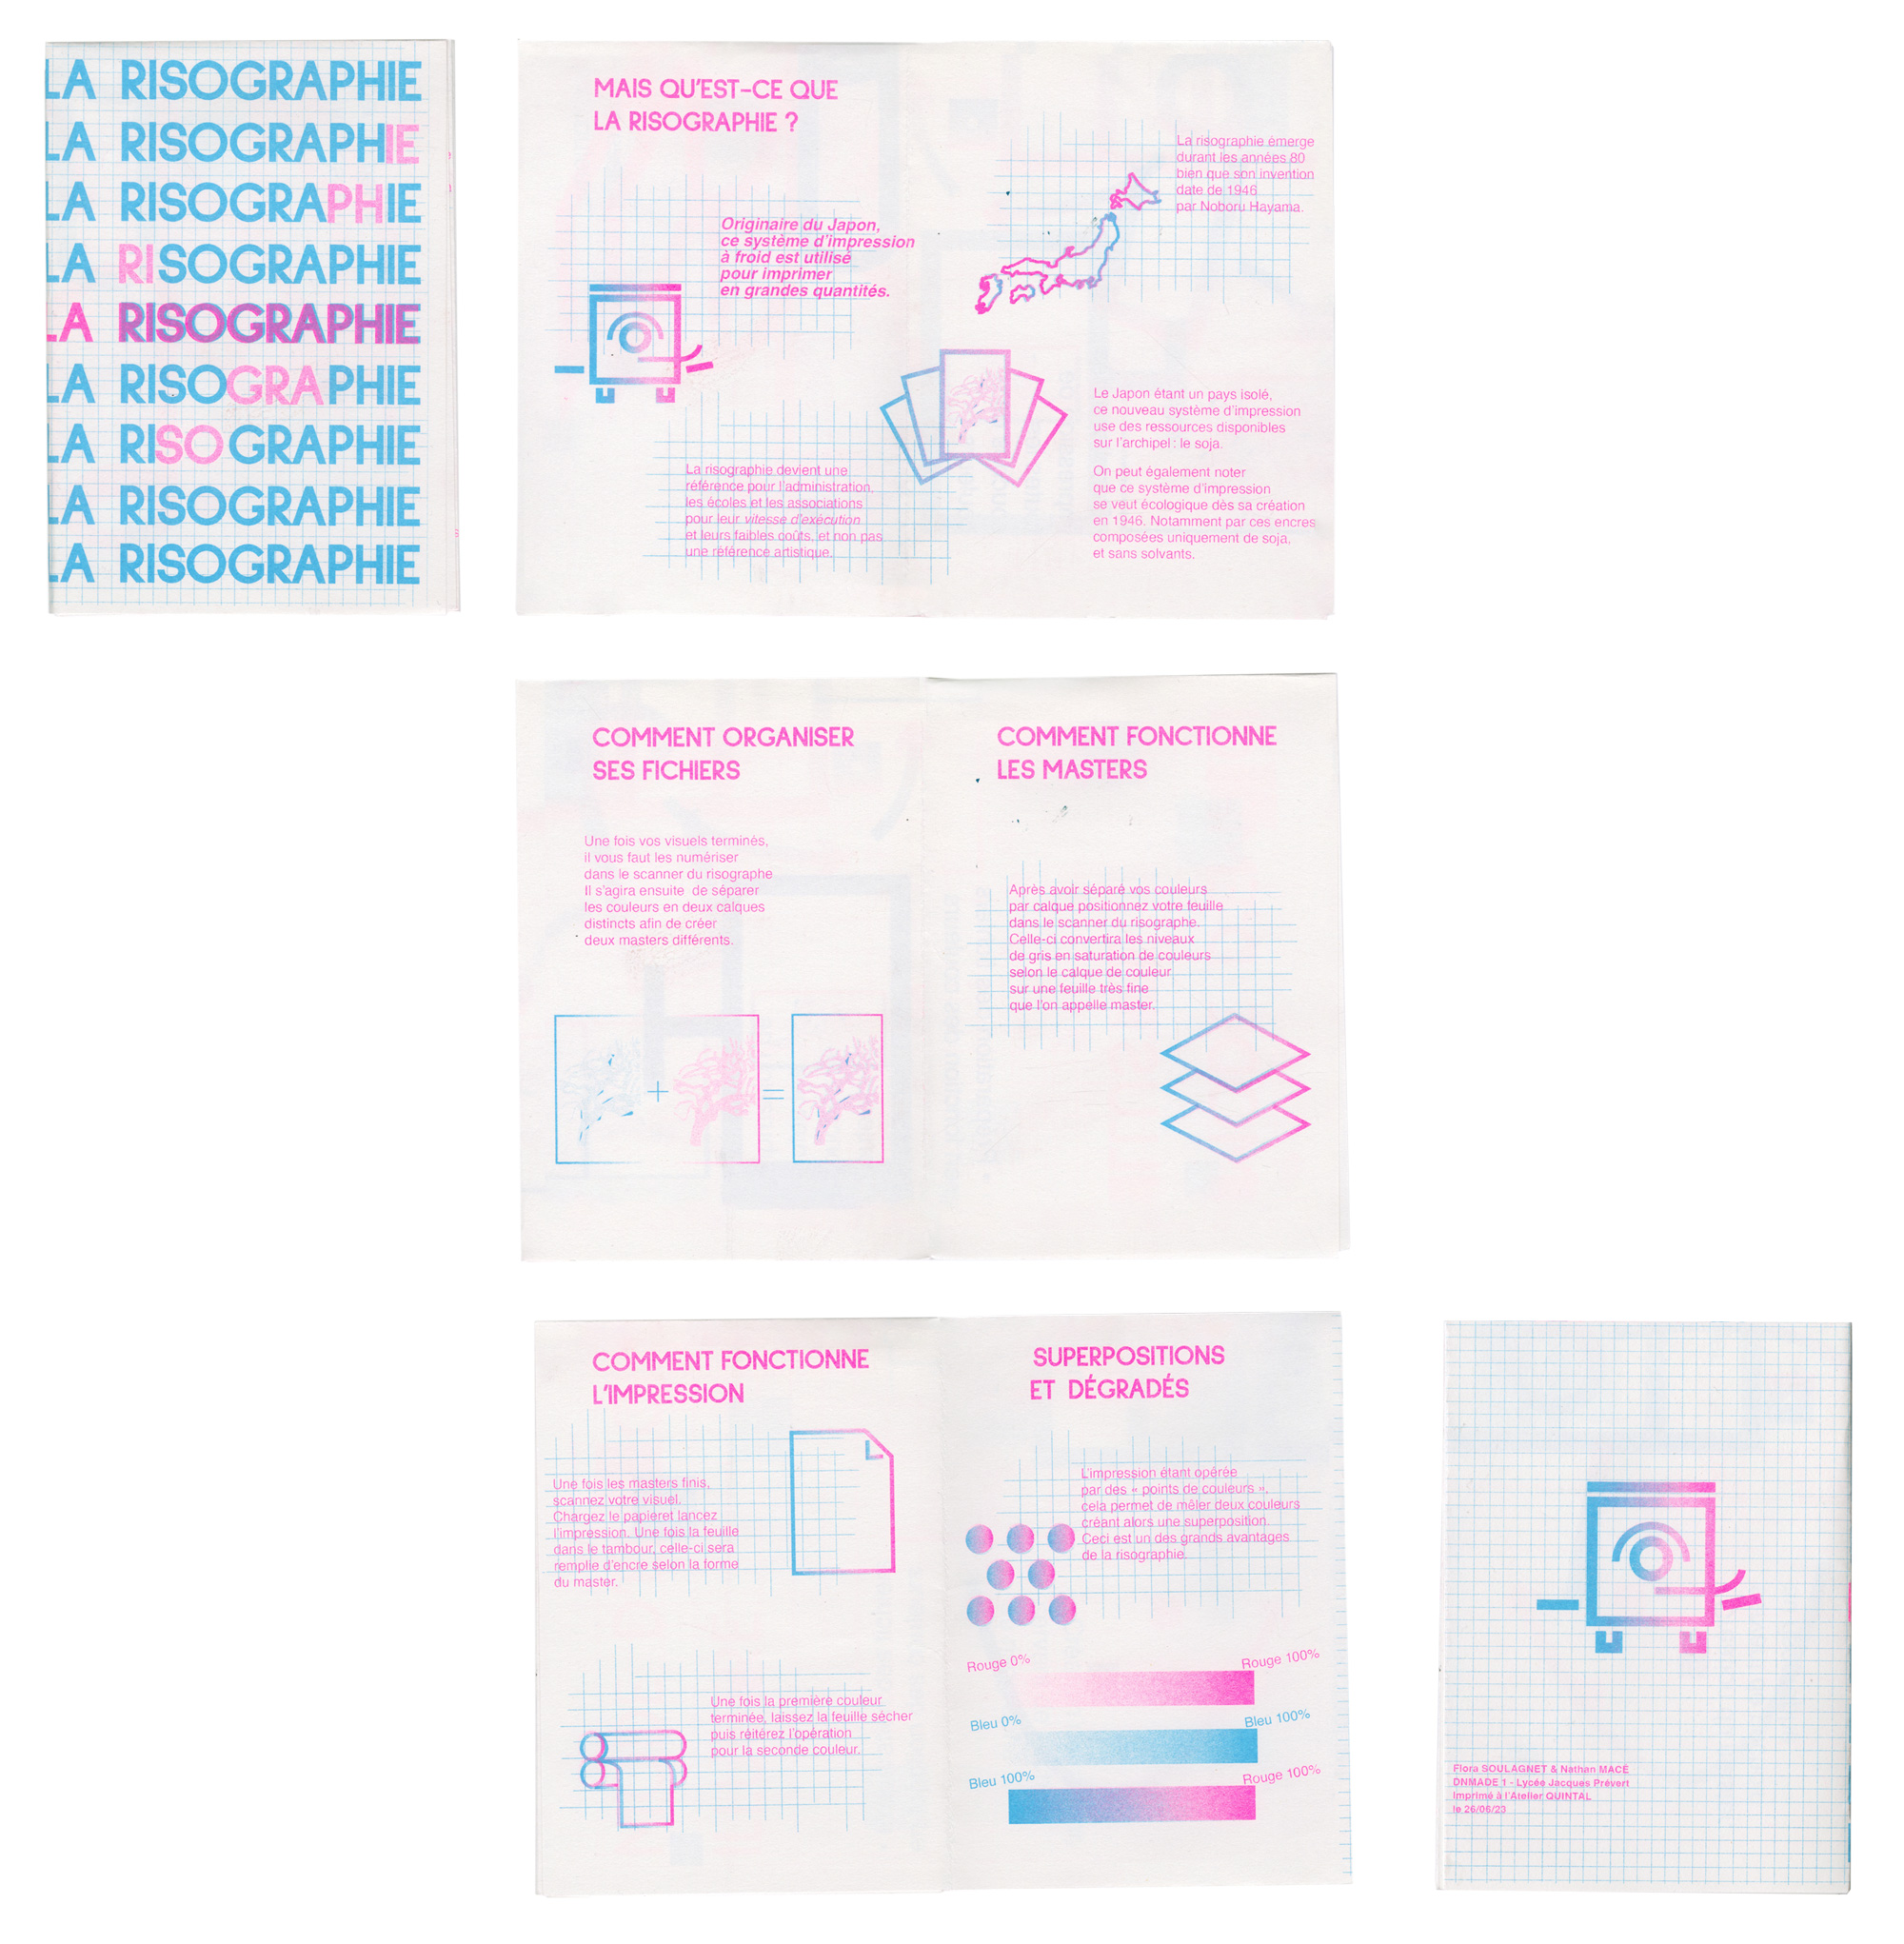 LA RISOGRAPHIE
LA RISOGRAPHIE
LA RISOGRAPHIE
LA RISOGRAPHIE
LA RISOGRAPHIE
LA RISOGRAPHIE
LA RISOGRAPHIE
LA RISOGRAPHIE
LA RISOGRAPHIE
MAIS QU'EST-CE QUE
LA RISOGRAPHIE ?
Originaire du Japon,
ce système d'impression
à froid est utilisé
pour imprimer
en grandes quantités.
La risographie devient une
référence pour l'administration,
les écoles et les associations
pour leur vitesse d'exécution
et leurs faibles coûts, et non pas
une référence artistique.
La risographie émerge
durant les années 80
bien que son invention
date de 1946
par Noboru Hayama.
Le Japon étant un pays isolé,
ce nouveau système d'impression
use des ressources disponibles
sur l'archipel : le soja.
On peut également noter
que ce système d'impression
se veut écologique dès sa création
en 1946. Notamment par ces encres
composées uniquement de soja,
et sans solvants.
COMMENT ORGANISER
SES FICHIERS
Une fois vos visuels terminés,
il vous faut les numériser
dans le scanner du risographe
Il s'agira ensuite de séparer
les couleurs en deux calques
distincts afin de créer
deux masters différents.
+ =
COMMENT FONCTIONNE
LES MASTERS
Après avoir séparé vos couleurs
par calque positionnez votre feuille
dans le scanner du risographe.
Celle-ci convertira les niveaux
de gris en saturation de couleurs
selon le calque de couleur
sur une feuille très fine
que l'on appelle master.
COMMENT FONCTIONNE
L'IMPRESSION
Une fois les masters finis,
scannez votre visuel.
Chargez le papieret lancez
l'impression. Une fois la feuille
dans le tambour, celle-ci sera
remplie d'encre selon la forme
du master.
Une fois la première couleur
terminée, laissez la feuille sécher
puis réitérez l'opération
pour la seconde couleur.
SUPERPOSITIONS
ET DÉGRADÉS
L'impression étant opérée
par des « points de couleurs »,
cela permet de mêler deux couleurs
créant alors une superposition.
Ceci est un des grands avantages
de la risographie.
Rouge 0% Rouge 100%
Bleu 0% Bleu 100%
Bleu 100% Rouge 100%
Flora SOULAGNET & Nathan MACÉ
DNMADE 1 - Lycée Jacques Prévert
Imprimé à l'Atelier QUINTAL
le 26/06/23